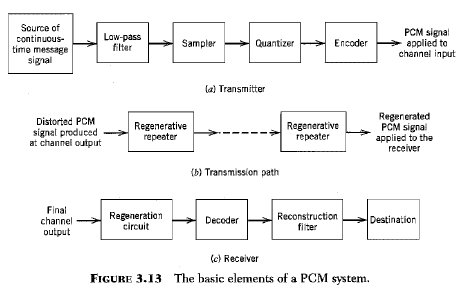 Source of
continuous-
time message
signal
Low-pass
filter
Sampler
Quantizer
Encoder
PCM signal
applied to
channel input
(a) Transmitter
Distorted PCM
signal produced
at channel output
Regenerative
repeater
Regenerative
repeater
Regenerated
PCM signal
applied to the
receiver
(b) Transmission path
Final
channel
output
Regeneration
circuit
Decoder
Reconstruction
filter
Destination
(c) Receiver
FIGURE 3.13 The basic elements of a PCM system.